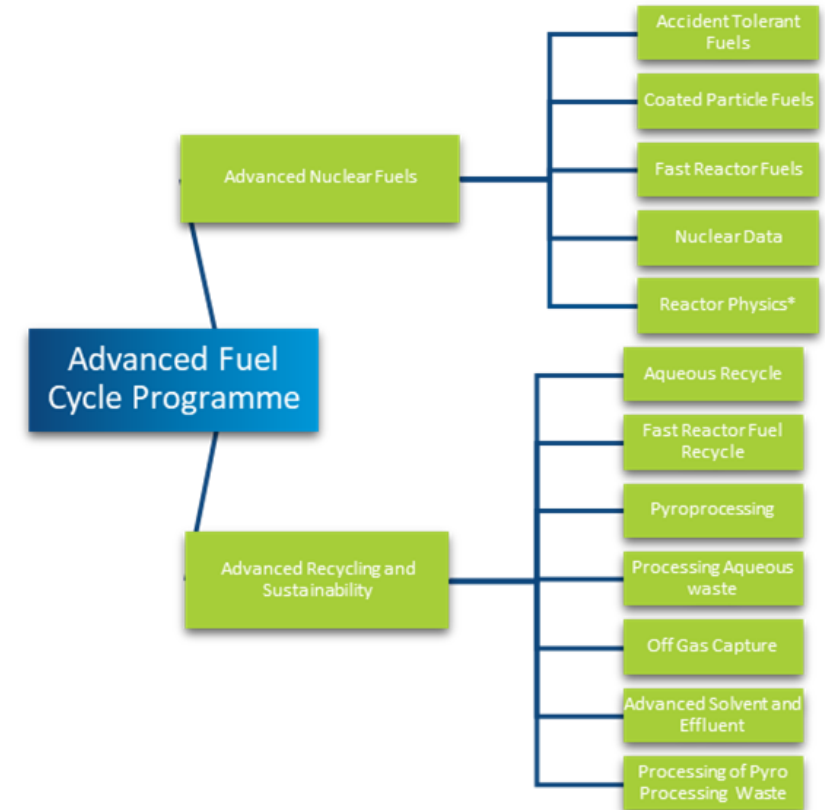 Accident Tolerant
Fuels
Coated Particle Fuels
Advanced Nuclear Fuels
Fast Reactor Fuels
Nuclear Data
Reactor Physics*
Advanced Fuel
Cycle Programme
Aqueous Recycle
Fast Reactor Fuel
Recycle
Pyroprocessing
Advanced Recycling and
Sustainability
Processing Aqueous
waste
Off Gas Capture
Advanced Solvent and
Effluent
Processing of Pyro
Processing Waste